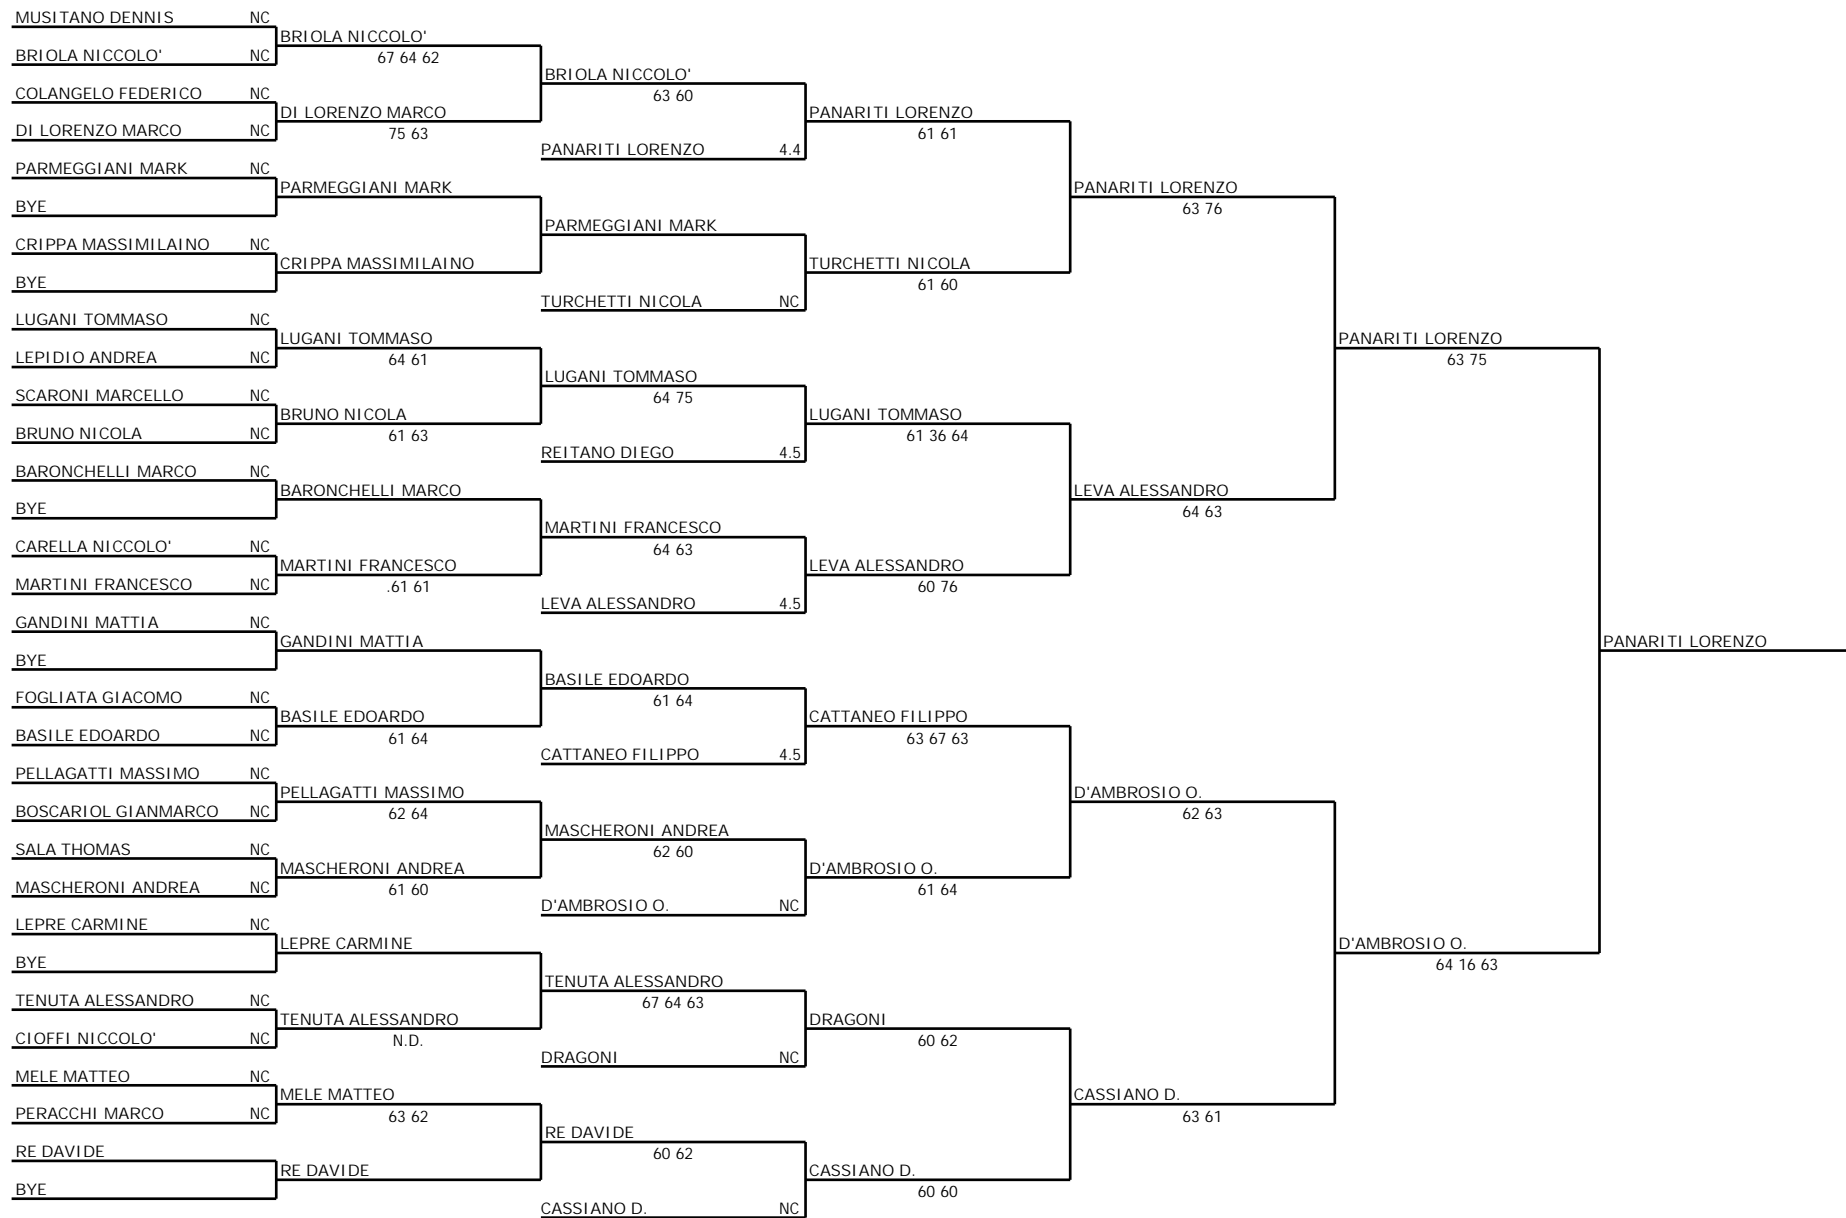 MUSITANO DENNIS NC
BRIOLA NICCOLO'
BRIOLA NICCOLO' NC
67 64 62
BRIOLA NICCOLO'
COLANGELO FEDERICO NC
63 60
DI LORENZO MARCO
PANARITI LORENZO
DI LORENZO MARCO NC
75 63
61 61
PANARITI LORENZO 4.4
PARMEGGIANI MARK NC
PARMEGGIANI MARK
PANARITI LORENZO
BYE
63 76
PARMEGGIANI MARK
CRIPPA MASSIMILAINO NC
CRIPPA MASSIMILAINO
TURCHETTI NICOLA
BYE
61 60
TURCHETTI NICOLA NC
LUGANI TOMMASO NC
LUGANI TOMMASO
PANARITI LORENZO
LEPIDIO ANDREA NC
64 61
63 75
LUGANI TOMMASO
SCARONI MARCELLO NC
64 75
BRUNO NICOLA
LUGANI TOMMASO
BRUNO NICOLA NC
61 63
61 36 64
REITANO DIEGO 4.5
BARONCHELLI MARCO NC
BARONCHELLI MARCO
LEVA ALESSANDRO
BYE
64 63
MARTINI FRANCESCO
CARELLA NICCOLO' NC
64 63
MARTINI FRANCESCO
LEVA ALESSANDRO
MARTINI FRANCESCO NC
.61 61
60 76
LEVA ALESSANDRO 4.5
GANDINI MATTIA NC
GANDINI MATTIA
PANARITI LORENZO
BYE
BASILE EDOARDO
FOGLIATA GIACOMO NC
61 64
BASILE EDOARDO
CATTANEO FILIPPO
BASILE EDOARDO NC
61 64
63 67 63
CATTANEO FILIPPO 4.5
PELLAGATTI MASSIMO NC
PELLAGATTI MASSIMO
D'AMBROSIO O.
BOSCARIOL GIANMARCO NC
62 64
62 63
MASCHERONI ANDREA
SALA THOMAS NC
62 60
MASCHERONI ANDREA
D'AMBROSIO O.
MASCHERONI ANDREA NC
61 60
61 64
D'AMBROSIO O. NC
LEPRE CARMINE NC
LEPRE CARMINE
D'AMBROSIO O.
BYE
64 16 63
TENUTA ALESSANDRO
TENUTA ALESSANDRO NC
67 64 63
TENUTA ALESSANDRO
DRAGONI
CIOFFI NICCOLO' NC
N.D.
60 62
DRAGONI NC
MELE MATTEO NC
MELE MATTEO
CASSIANO D.
PERACCHI MARCO NC
63 62
63 61
RE DAVIDE
RE DAVIDE
60 62
RE DAVIDE
CASSIANO D.
BYE
60 60
CASSIANO D. NC